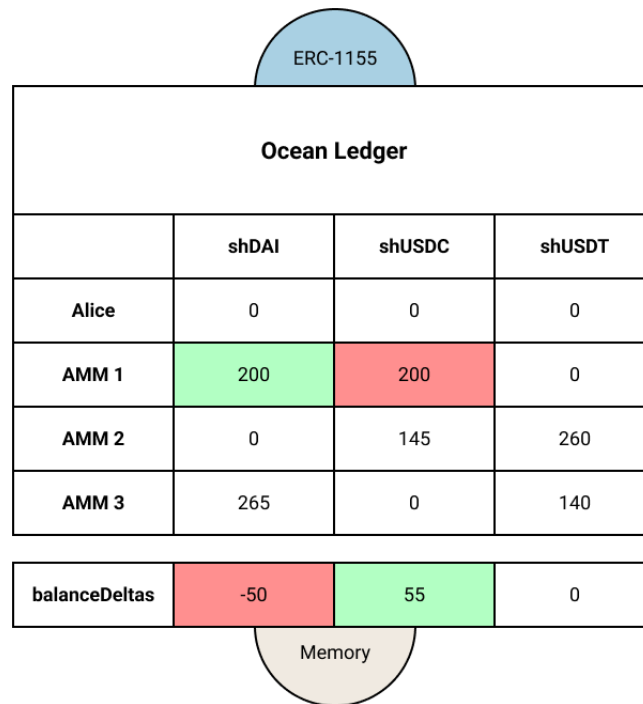 ERC-1155
Ocean Ledger
shDAI shUSDC shUSDT
Alice 0 0 0
AMM 1 200 200 0
AMM 2 0 145 260
AMM 3 265 0 140
balanceDeltas -50 55 0
Memory